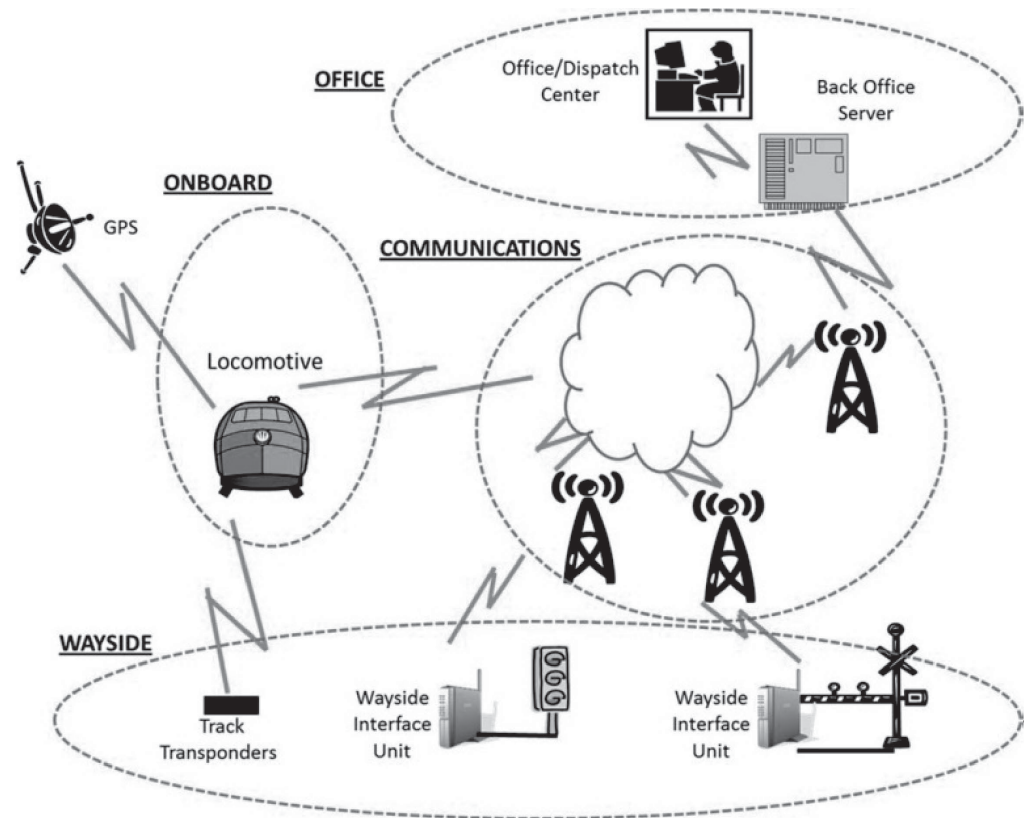 OFFICE
Office/Dispatch
Center
Back Office
Server
ONBOARD
GPS
COMMUNICATIONS
Locomotive
WAYSIDE
Track
Transponders
Wayside
Interface
Unit
Wayside
Interface
Unit